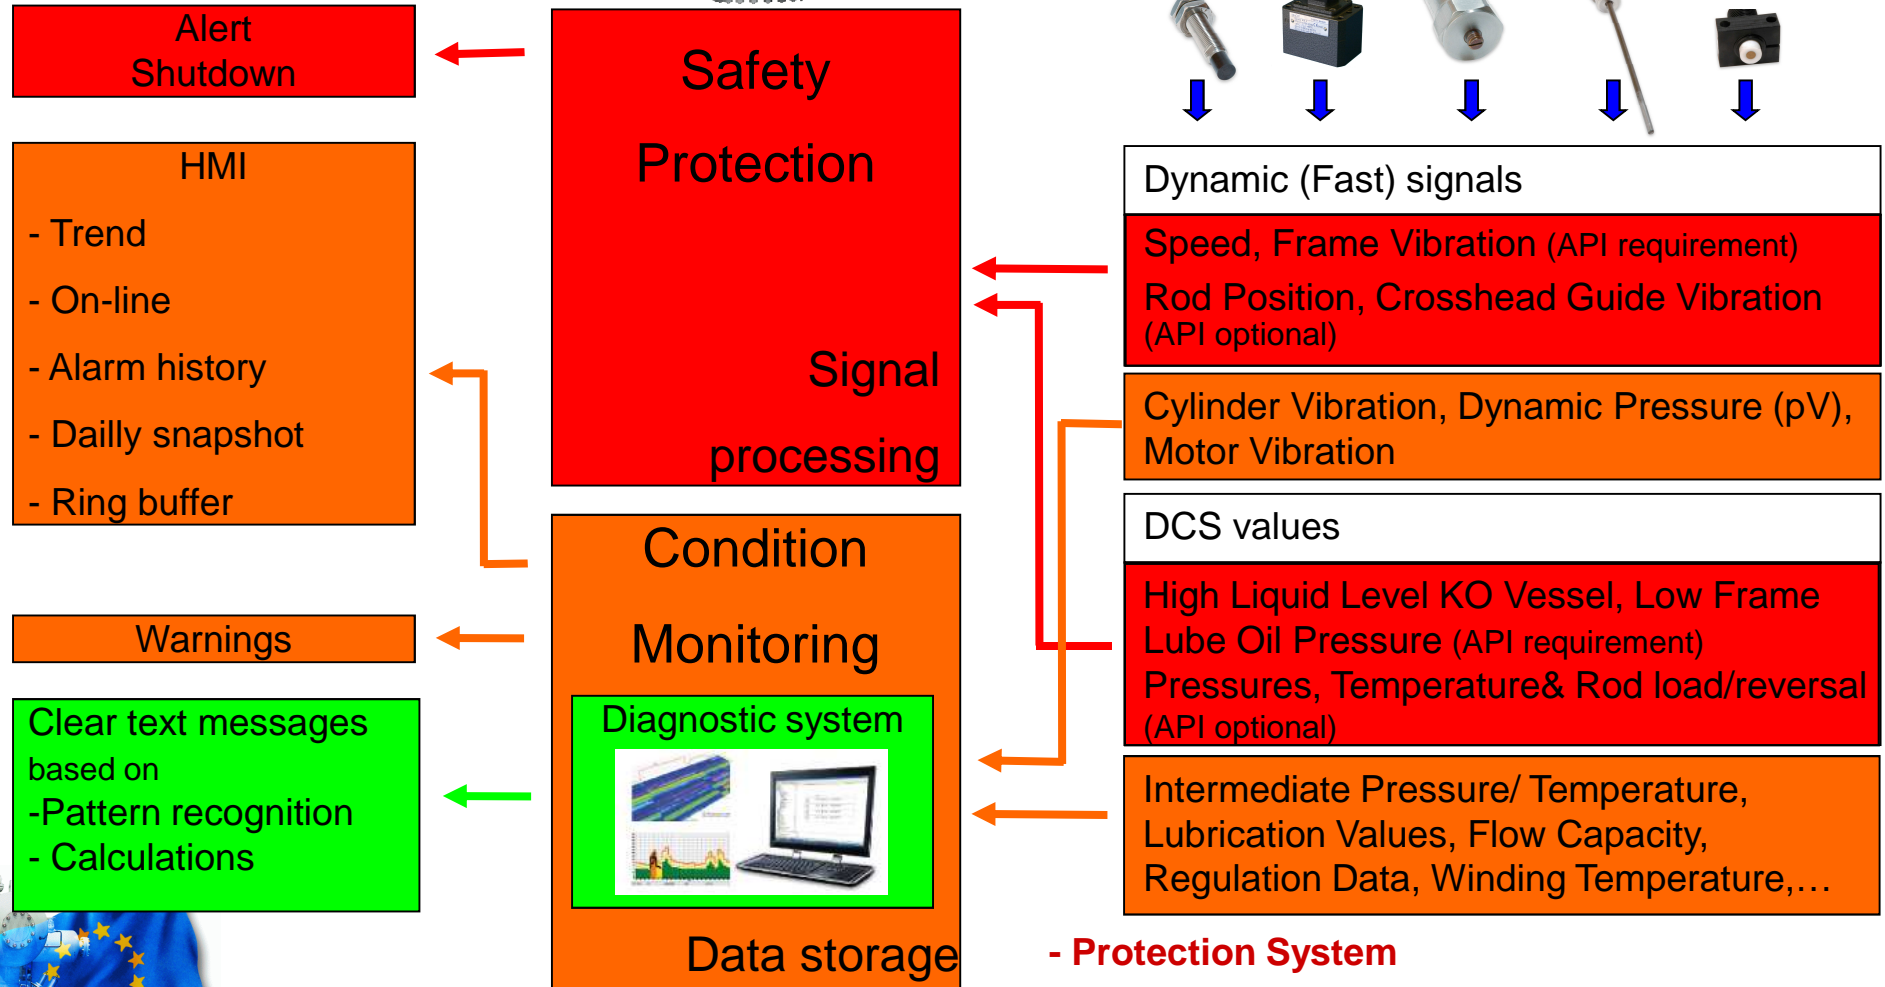 Alert
Shutdown
HMI
- Trend
- On-line
- Alarm history
- Dailly snapshot
- Ring buffer
Warnings
Clear text messages
based on
-Pattern recognition
- Calculations
Safety
Protection
Signal
processing
Condition
Monitoring
Diagnostic system
Data storage
Dynamic (Fast) signals
Speed, Frame Vibration (API requirement)
Rod Position, Crosshead Guide Vibration
(API optional)
Cylinder Vibration, Dynamic Pressure (pV),
Motor Vibration
DCS values
High Liquid Level KO Vessel, Low Frame
Lube Oil Pressure (API requirement)
Pressures, Temperature& Rod load/reversal
(API optional)
Intermediate Pressure/ Temperature,
Lubrication Values, Flow Capacity,
Regulation Data, Winding Temperature,…
- Protection System